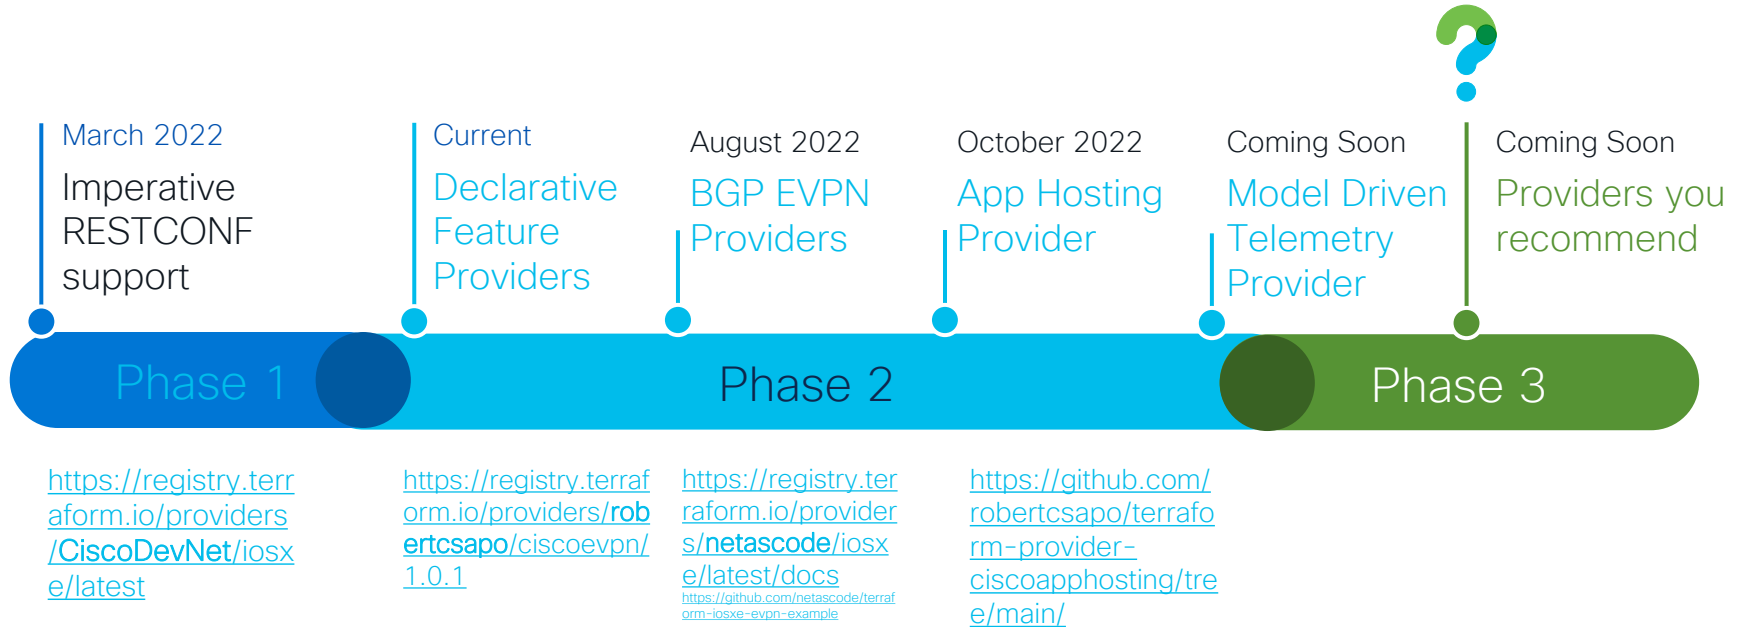 March 2022
Imperative
RESTCONF
support
Current
Declarative
Feature
Providers
August 2022
BGP EVPN
Providers
October 2022
App Hosting
Provider
Coming Soon
Model Driven
Telemetry
Provider
?
Coming Soon
Providers you
recommend
Phase 1
Phase 2
Phase 3
https://registry.terr
aform.io/providers
/CiscoDevNet/iosx
e/latest
https://registry.terraf
orm.io/providers/rob
ertcsapo/ciscoevpn/
1.0.1
https://registry.ter
raform.io/provider
s/netascode/iosx
e/latest/docs
https://github.com/netascode/terraf
orm-iosxe-evpn-example
https://github.com/
robertcsapo/terrafo
rm-provider-
ciscoapphosting/tre
e/main/